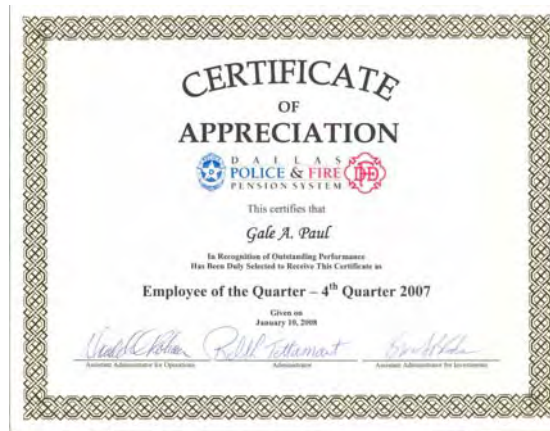 CERTIFICATE
OF
APPRECIATION
DALLAS
POLICE & FIRE
PENSION SYSTEM
This certifies that
Gale A. Paul
In Recognition of Outstanding Performance
Has Been Duly Selected to Receive This Certificate as
Employee of the Quarter – 4th Quarter 2007
Given on
January 10, 2008
Assistant Administrator for Operations Administrator Assistant Administrator for Investments